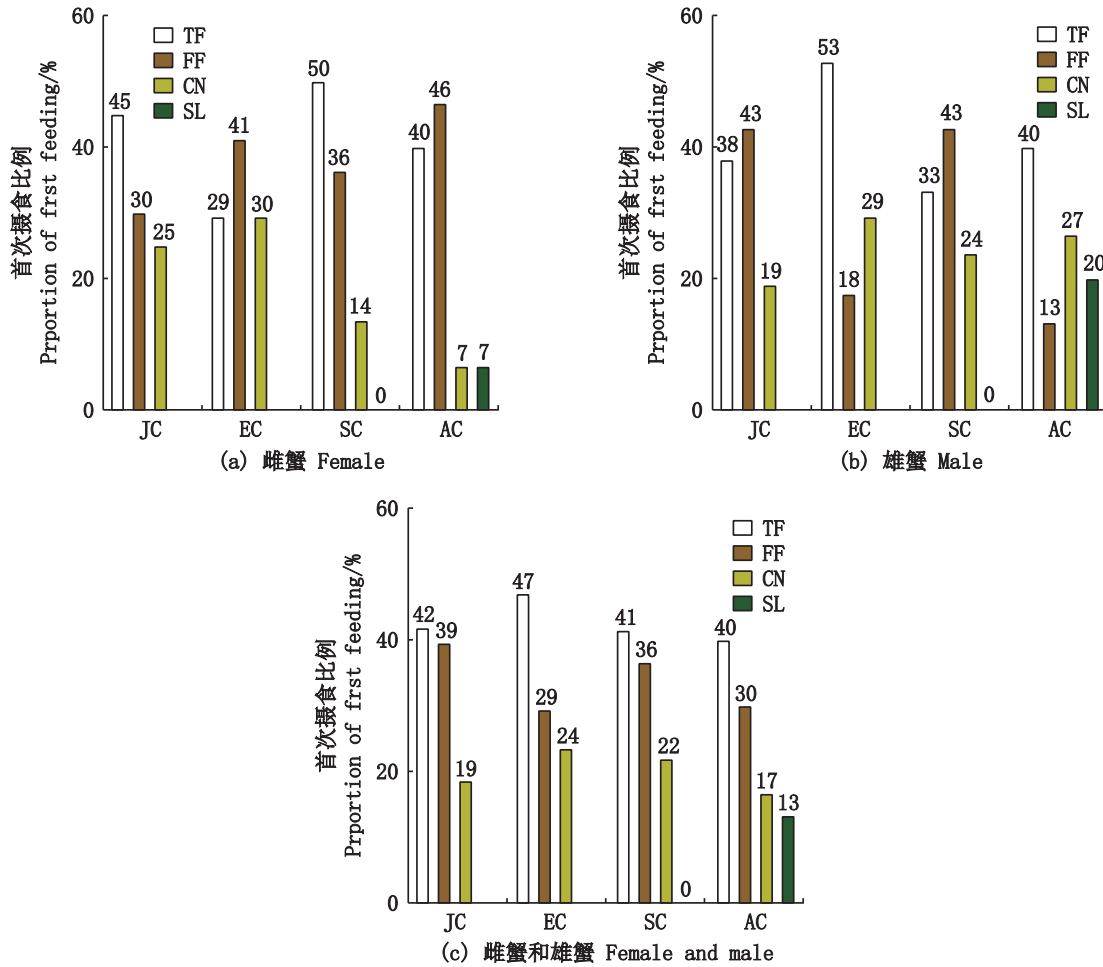 首次摄食比例
Prportion of frst feeding/%
60
40
20
0
TF
FF
CN
SL
45
30
25
29
41
30
50
36
14
0
40
46
7
7
JC
EC
SC
AC
(a) 雌蟹 Female
首次摄食比例
Prportion of frst feeding/%
60
40
20
0
TF
FF
CN
SL
38
43
19
53
18
29
33
43
24
0
40
13
27
20
JC
EC
SC
AC
(b) 雄蟹 Male
首次摄食比例
Prportion of frst feeding/%
60
40
20
0
TF
FF
CN
SL
42
39
19
47
29
24
41
36
22
0
40
30
17
13
JC
EC
SC
AC
(c) 雌蟹和雄蟹 Female and male